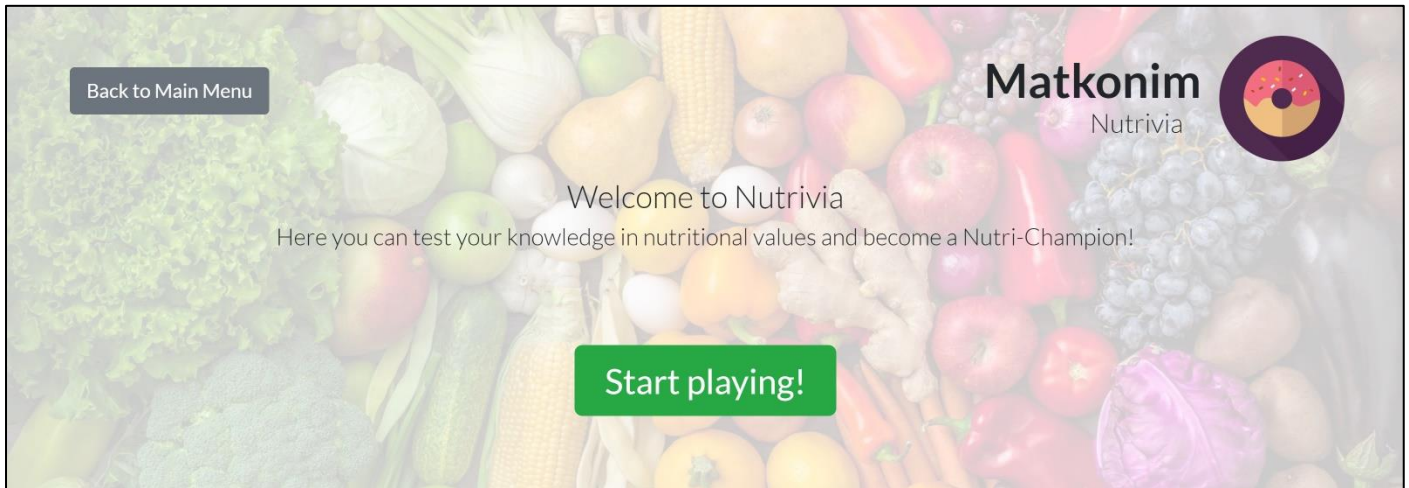 Back to Main Menu
Matkonim
Nutrivia
Welcome to Nutrivia
Here you can test your knowledge in nutritional values and become a Nutri-Champion!
Start playing!